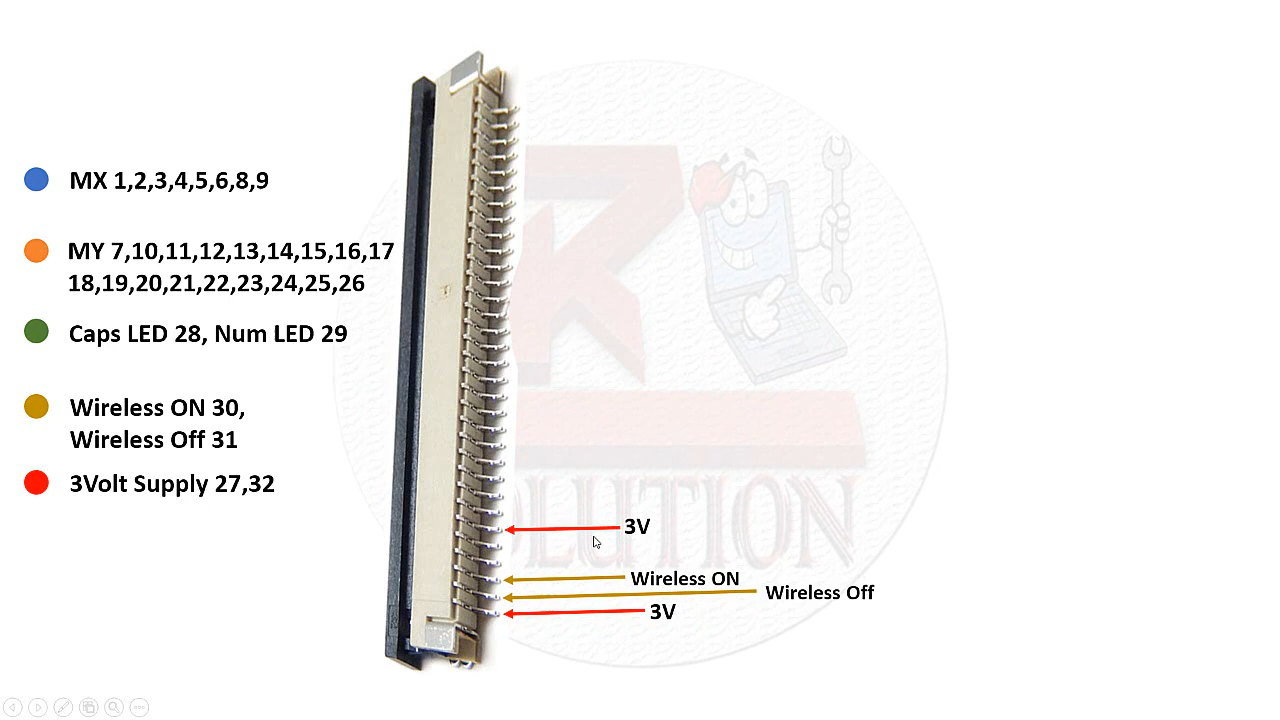 MX 1,2,3,4,5,6,8,9
MY 7,10,11,12,13,14,15,16,17
18,19,20,21,22,23,24,25,26
Caps LED 28, Num LED 29
Wireless ON 30,
Wireless Off 31
3Volt Supply 27,32
3V
Wireless ON
Wireless Off
3V
OLUTION